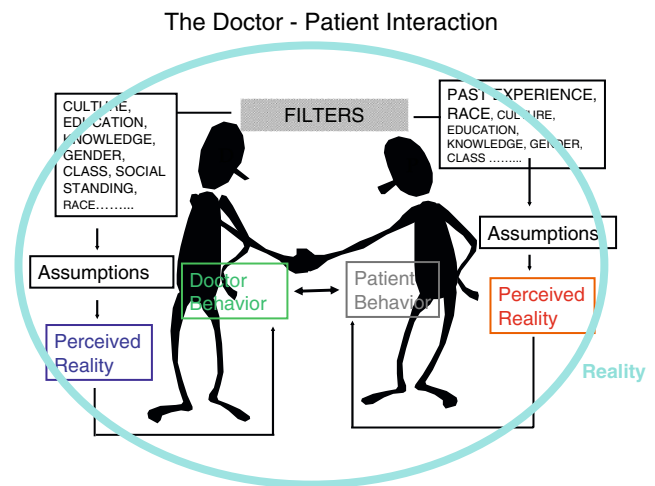 The Doctor - Patient Interaction
FILTERS
CULTURE,
EDUCATION,
KNOWLEDGE,
GENDER,
CLASS, SOCIAL
STANDING,
RACE……...
PAST EXPERIENCE,
RACE, CULTURE,
EDUCATION,
KNOWLEDGE, GENDER,
CLASS ……...
Assumptions
Assumptions
Doctor
Behavior
Patient
Behavior
Perceived
Reality
Perceived
Reality
Reality